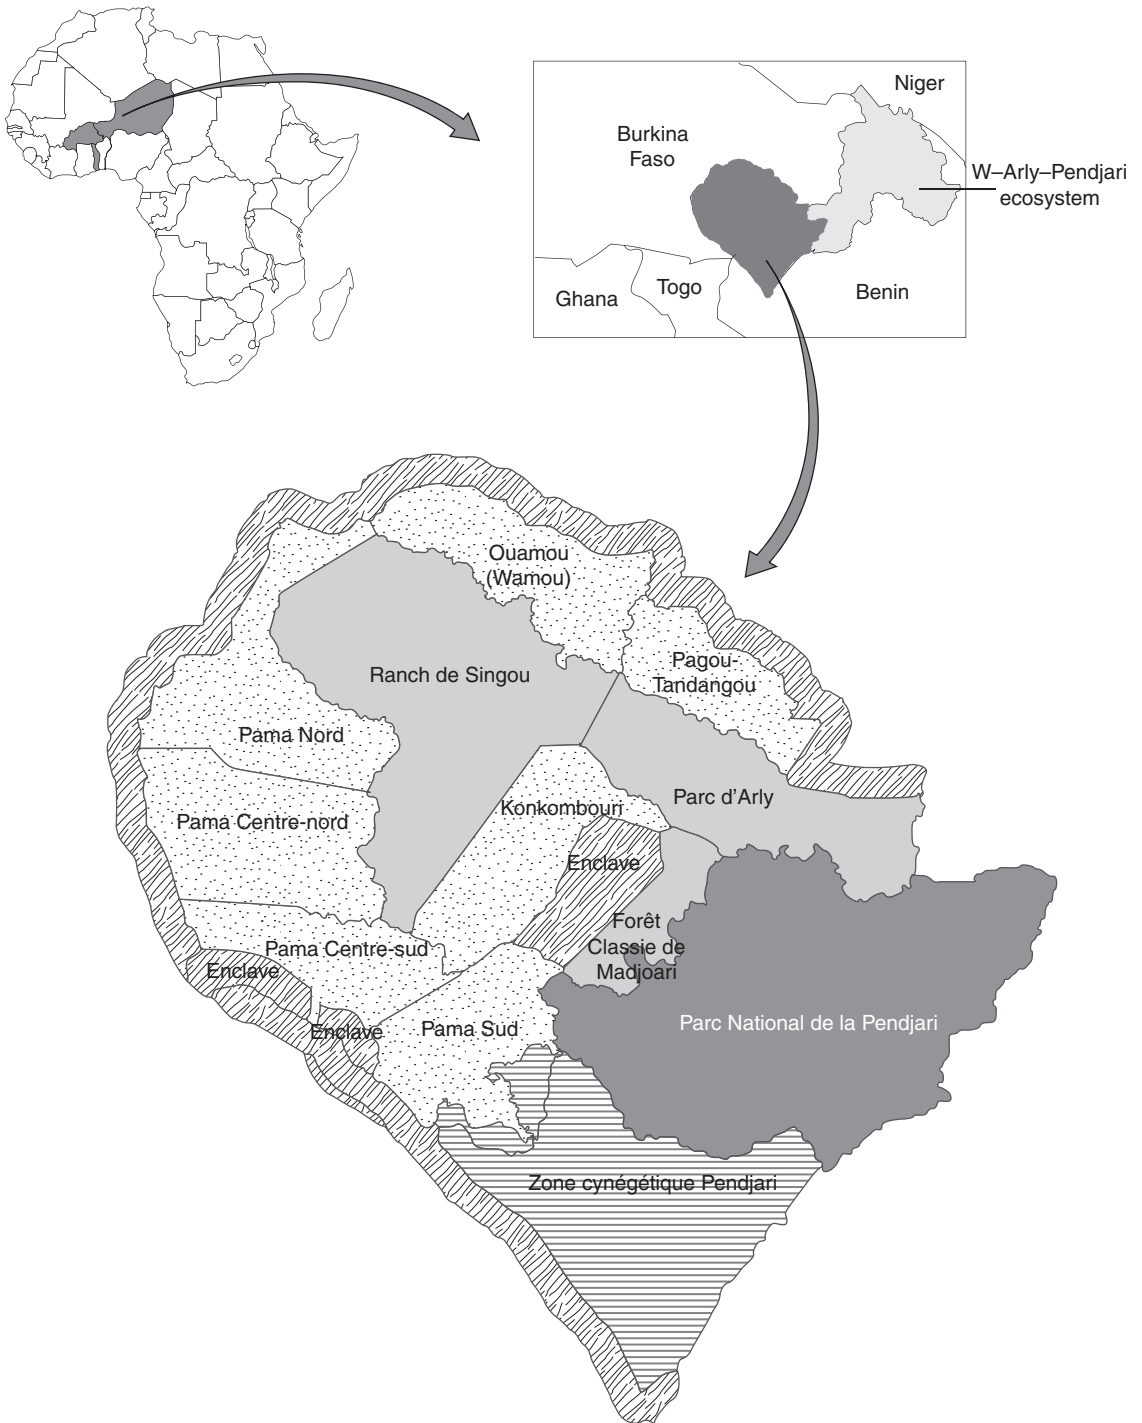 Niger
Burkina
Faso
W–Arly–Pendjari
ecosystem
Ghana
Togo
Benin
Ouamou
(Wamou)
Pagou-
Tandangou
Ranch de Singou
Pama Nord
Parc d’Arly
Konkombouri
Pama Centre-nord
Enclave
Forêt
Classie de
Madjoari
Pama Centre-sud
Enclave
Enclave
Pama Sud
Parc National de la Pendjari
Zone cynégétique Pendjari